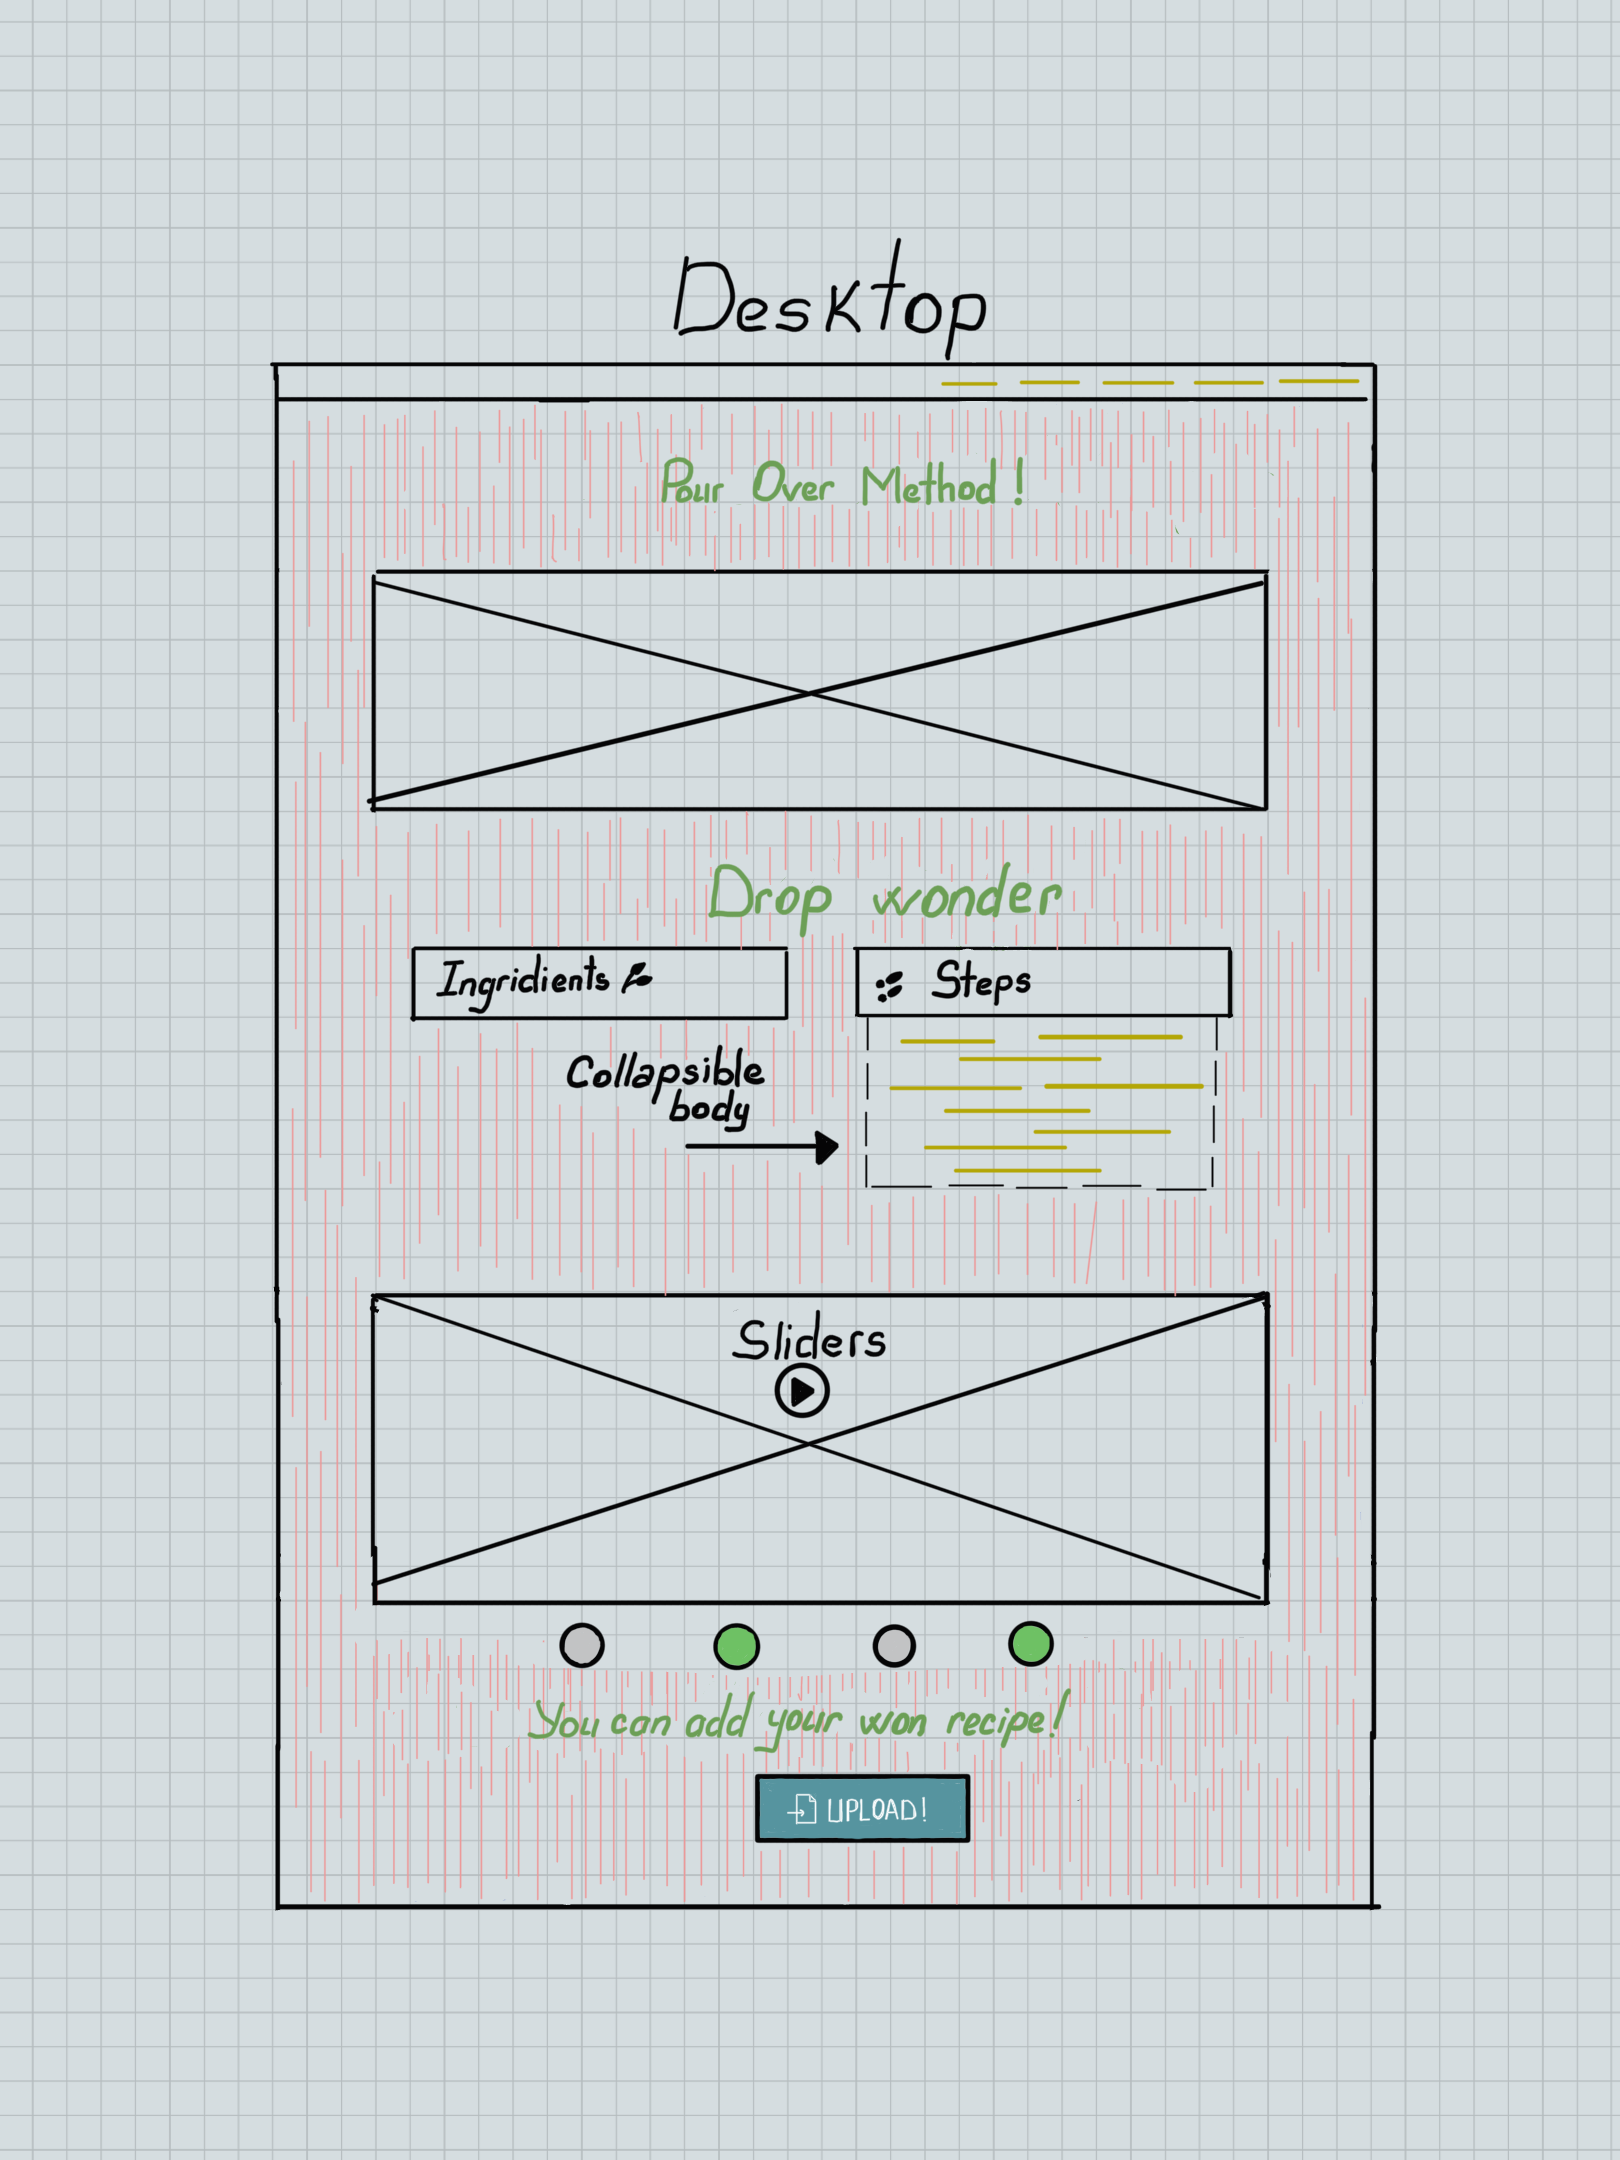 Desktop
Pour Over Method!
Drop wonder
Ingridients
Steps
Collapsible
body
Sliders
You can add your won recipe!
UPLOAD!